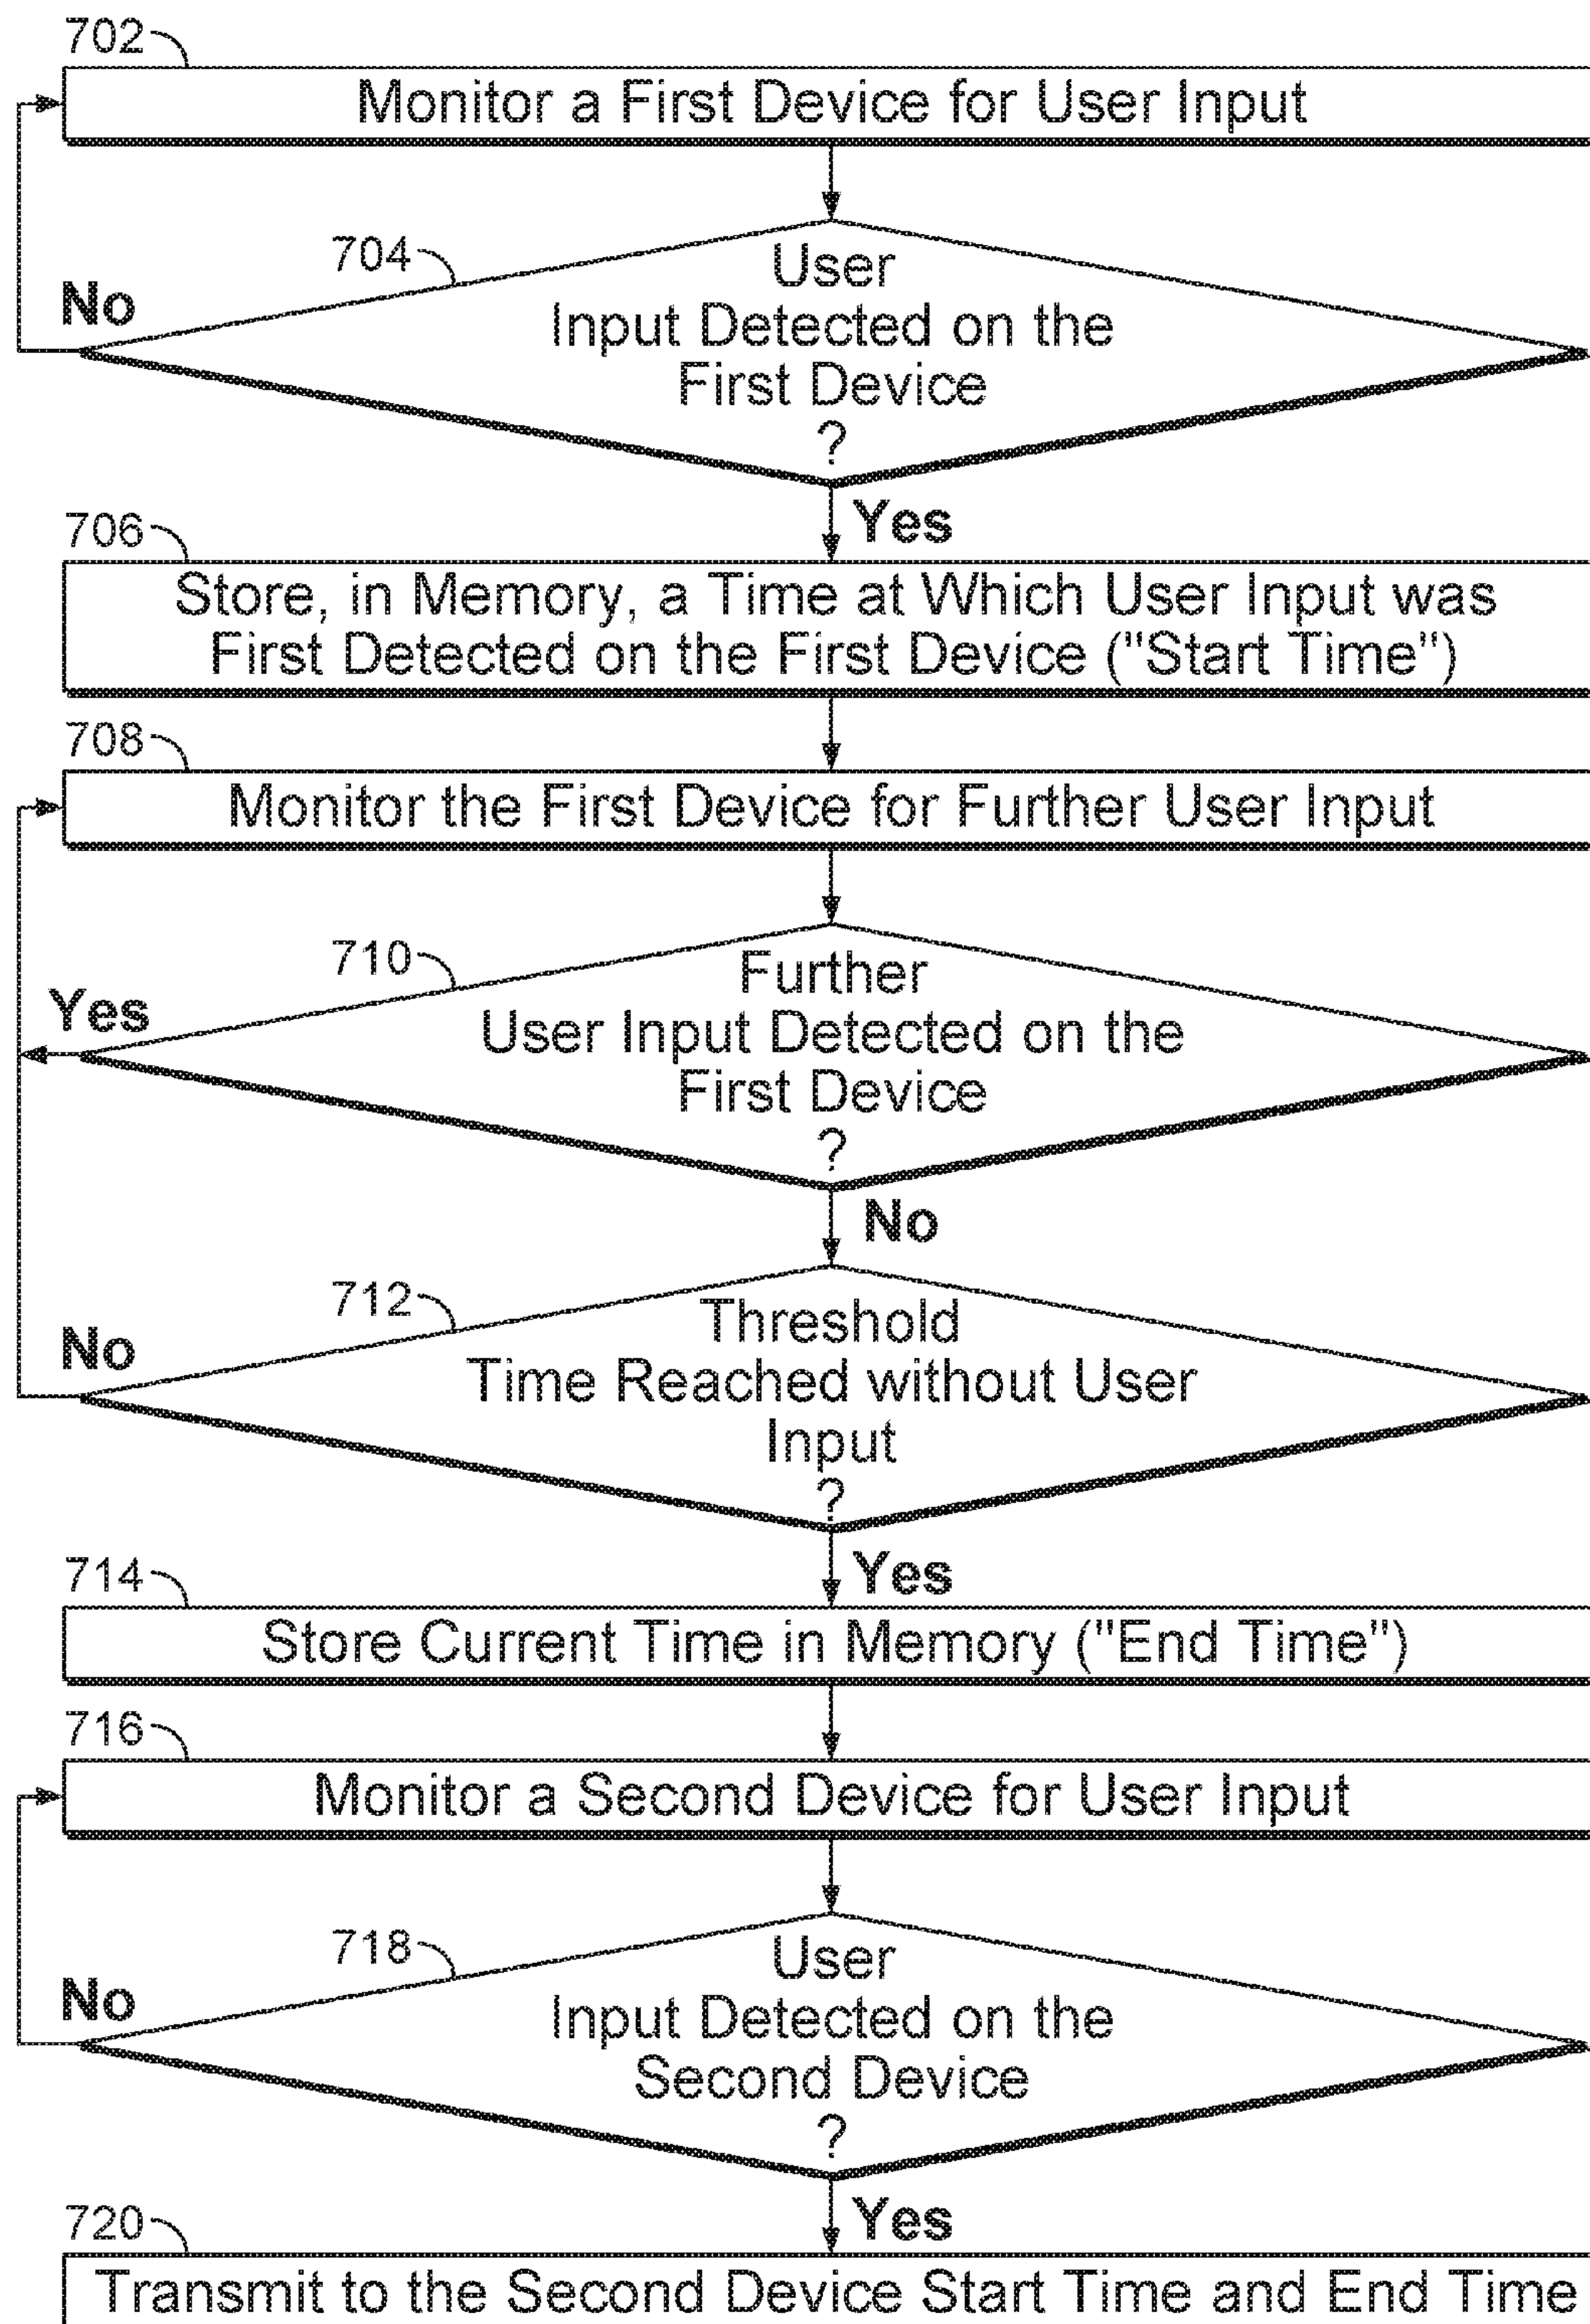 702
Monitor a First Device for User Input
704
No
User
Input Detected on the
First Device
?
Yes
706
Store, in Memory, a Time at Which User Input was
First Detected on the First Device ("Start Time")
708
Monitor the First Device for Further User Input
710
Yes
Further
User Input Detected on the
First Device
?
No
712
No
Threshold
Time Reached without User
Input
?
Yes
714
Store Current Time in Memory ("End Time")
716
Monitor a Second Device for User Input
718
No
User
Input Detected on the
Second Device
?
Yes
720
Transmit to the Second Device Start Time and End Time